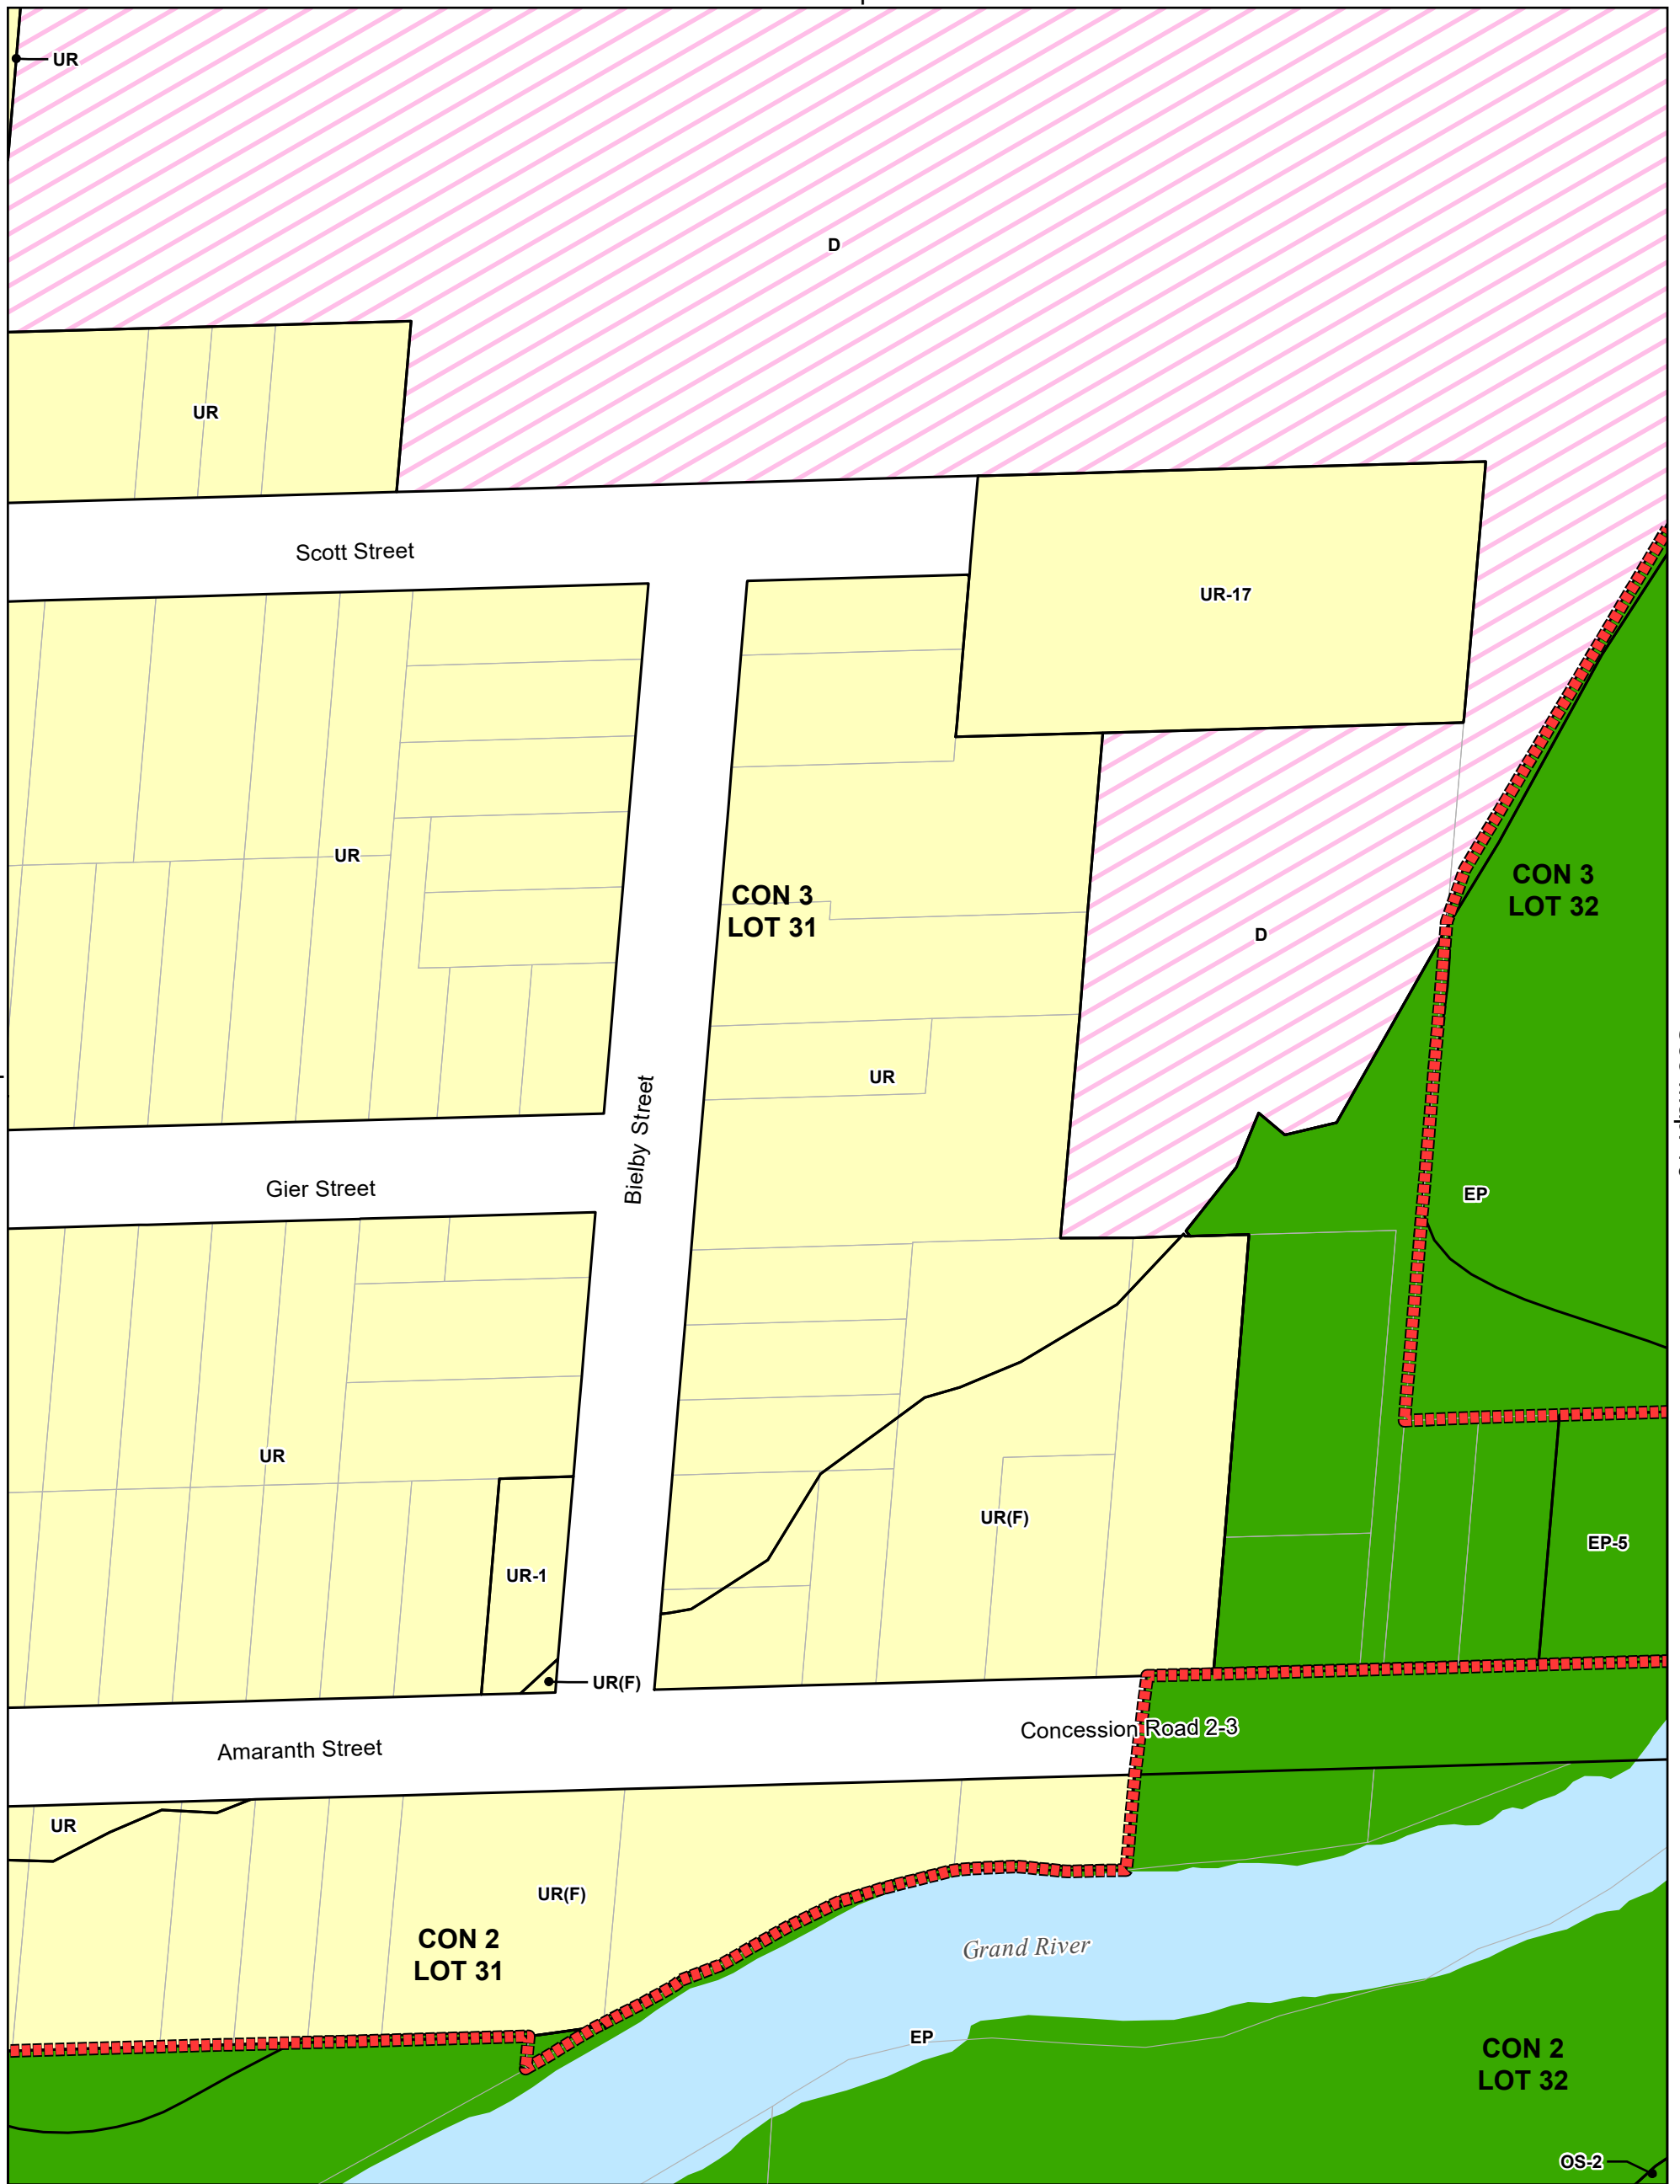 UR
D
UR
Scott Street
UR-17
UR
CON 3
LOT 31
CON 3
LOT 32
D
UR
Bielby Street
Gier Street
EP
UR
UR(F)
EP-5
UR-1
UR(F)
Concession Road 2-3
Amaranth Street
UR
UR(F)
CON 2
LOT 31
Grand River
EP
CON 2
LOT 32
OS-2